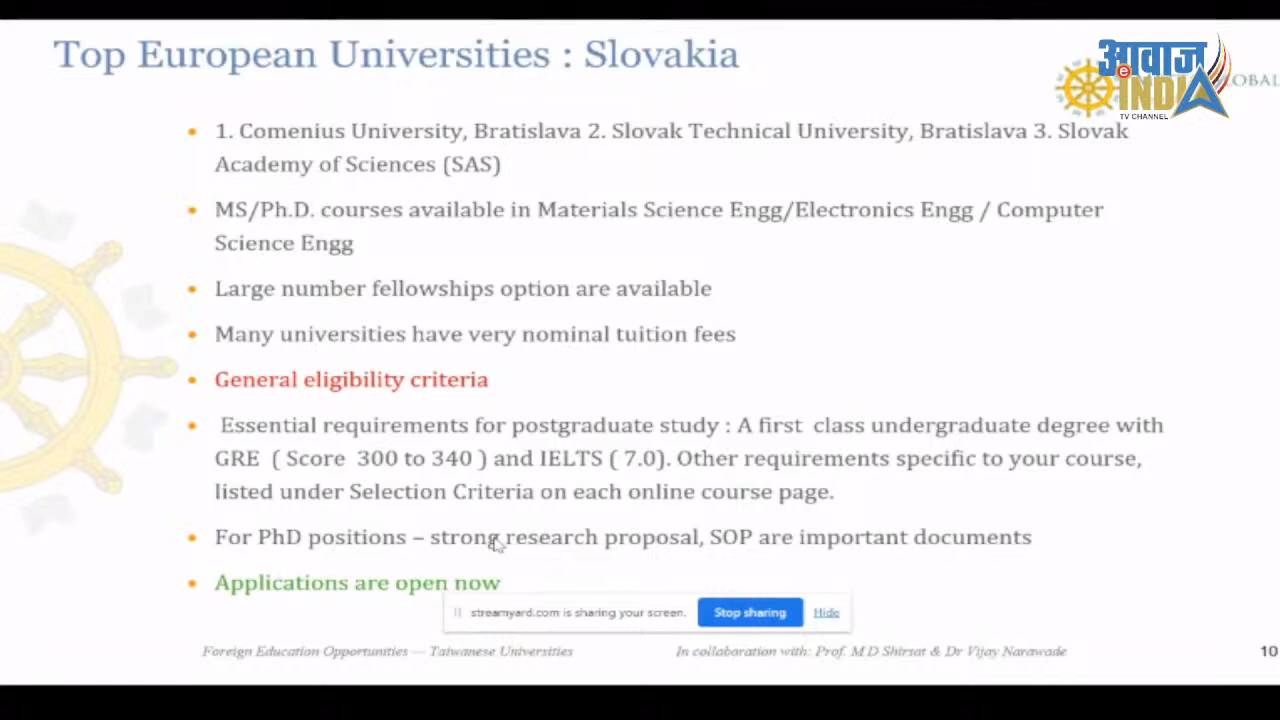 Top European Universities : Slovakia
आवाज
e
INDIA
TV CHANNEL
OBAL
• 1. Comenius University, Bratislava 2. Slovak Technical University, Bratislava 3. Slovak
Academy of Sciences (SAS)
• MS/Ph.D. courses available in Materials Science Engg/Electronics Engg / Computer
Science Engg
• Large number fellowships option are available
• Many universities have very nominal tuition fees
• General eligibility criteria
• Essential requirements for postgraduate study : A first class undergraduate degree with
GRE ( Score 300 to 340 ) and IELTS ( 7.0). Other requirements specific to your course,
listed under Selection Criteria on each online course page.
• For PhD positions – strong research proposal, SOP are important documents
• Applications are open now
streamyard.com is sharing your screen. Stop sharing Hide
Foreign Education Opportunities — Taiwanese Universities In collaboration with: Prof. M D Shirsat & Dr Vijay Narawade 10